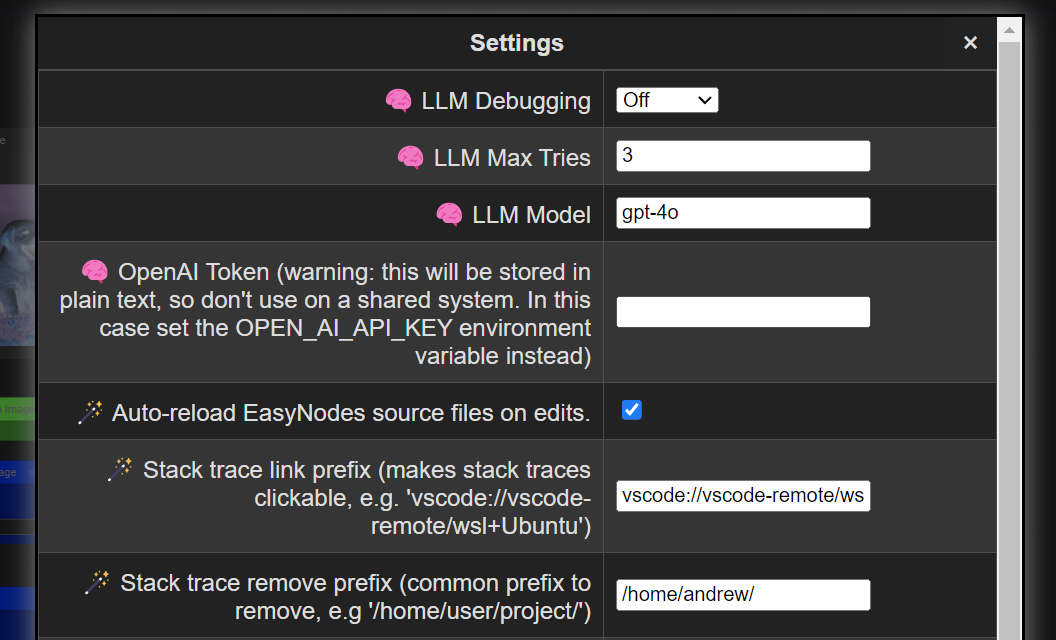 Settings
×
LLM Debugging
Off
LLM Max Tries
3
LLM Model
gpt-4o
OpenAI Token (warning: this will be stored in
plain text, so don't use on a shared system. In this
case set the OPEN_AI_API_KEY environment
variable instead)
Auto-reload EasyNodes source files on edits.
Stack trace link prefix (makes stack traces
clickable, e.g. 'vscode://vscode-
remote/wsl+Ubuntu')
vscode://vscode-remote/ws
Stack trace remove prefix (common prefix to
remove, e.g '/home/user/project/')
/home/andrew/
Image